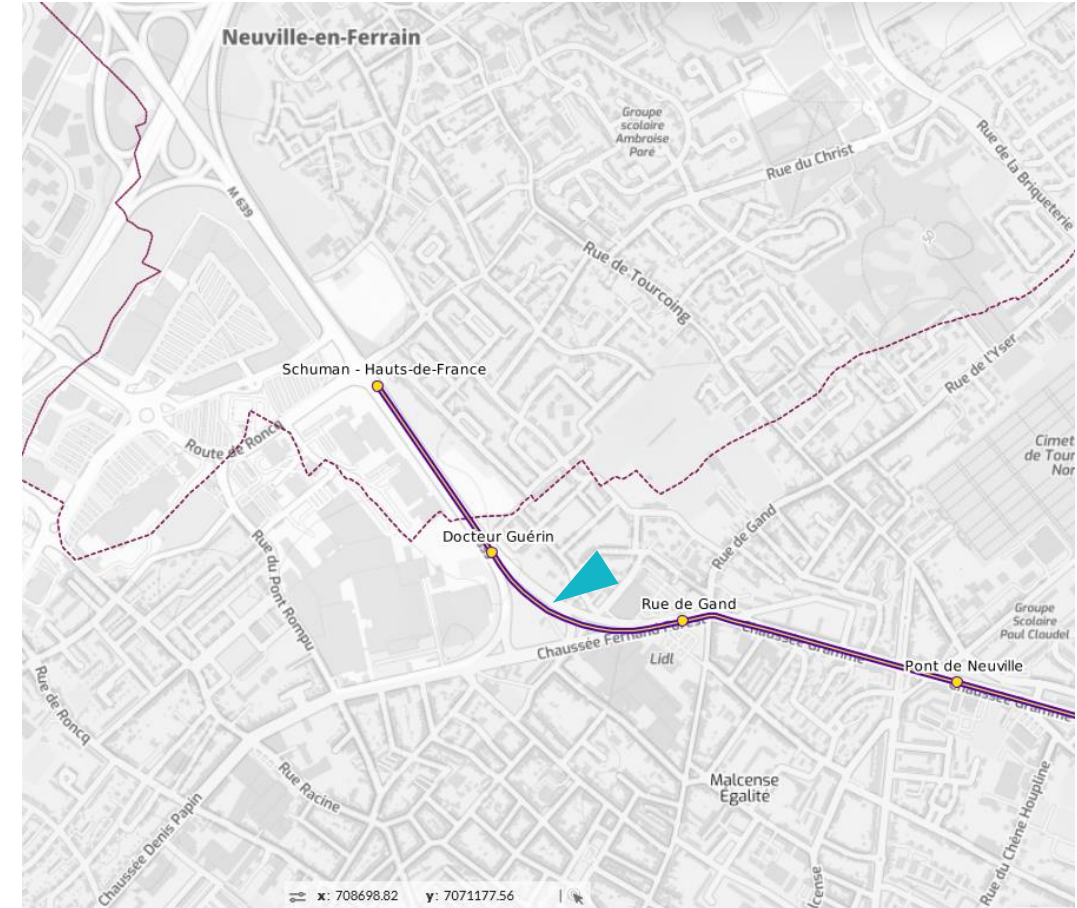 Neuville-en-Ferrain
Groupe
scolaire
Ambroise
Paré
Rue du Christ
Rue de la Briqueterie
M 639
50
Rue de Tourcoing
Rue de l'Yser
Schuman - Hauts-de-France
Route de Roncq
Cimet
de Tour
Nor
Docteur Guérin
Rue de Gand
Rue du Pont Rompu
Rue de Gand
Groupe
Scolaire
Paul Claudel
Chaussée Fernand Forest
Chaussée Gramme
Lidl
Pont de Neuville
Chaussée Gramme
Rue de Roncq
Rue Racine
Malcense
Égalité
Rue du Chêne Houpline
Chaussée Denis Papin
x: 708698.82 y: 7071177.56